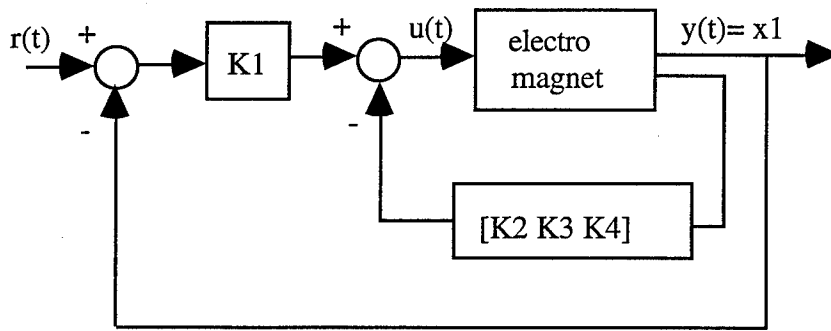 r(t)
+
-
K1
+
-
u(t)
electro
magnet
y(t)= x1
[K2 K3 K4]